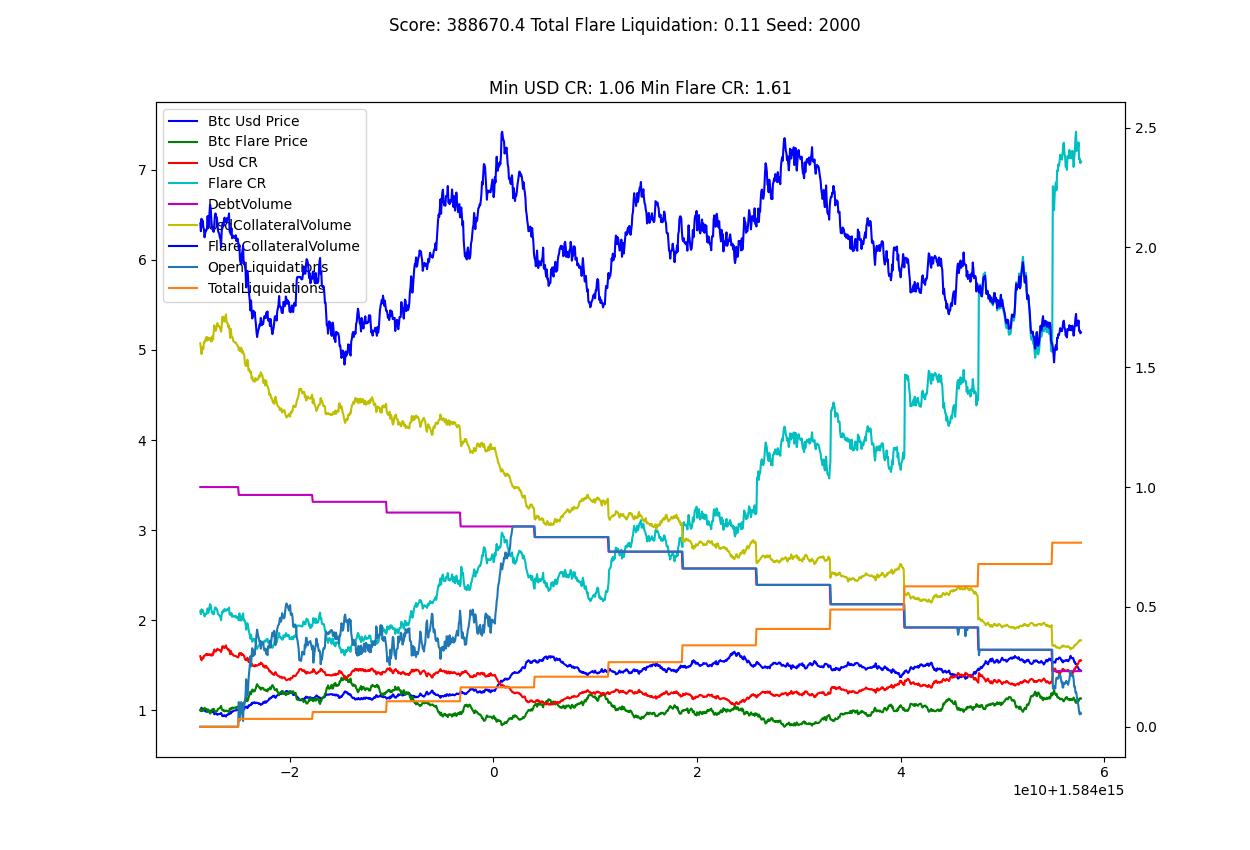 Score: 388670.4 Total Flare Liquidation: 0.11 Seed: 2000
Min USD CR: 1.06 Min Flare CR: 1.61
Btc Usd Price
Btc Flare Price
Usd CR
Flare CR
DebtVolume
UsdCollateralVolume
FlareCollateralVolume
OpenLiquidations
TotalLiquidations
7
6
5
4
3
2
1
2.5
2.0
1.5
1.0
0.5
0.0
−2
0
2
4
6
1e10+1.584e15